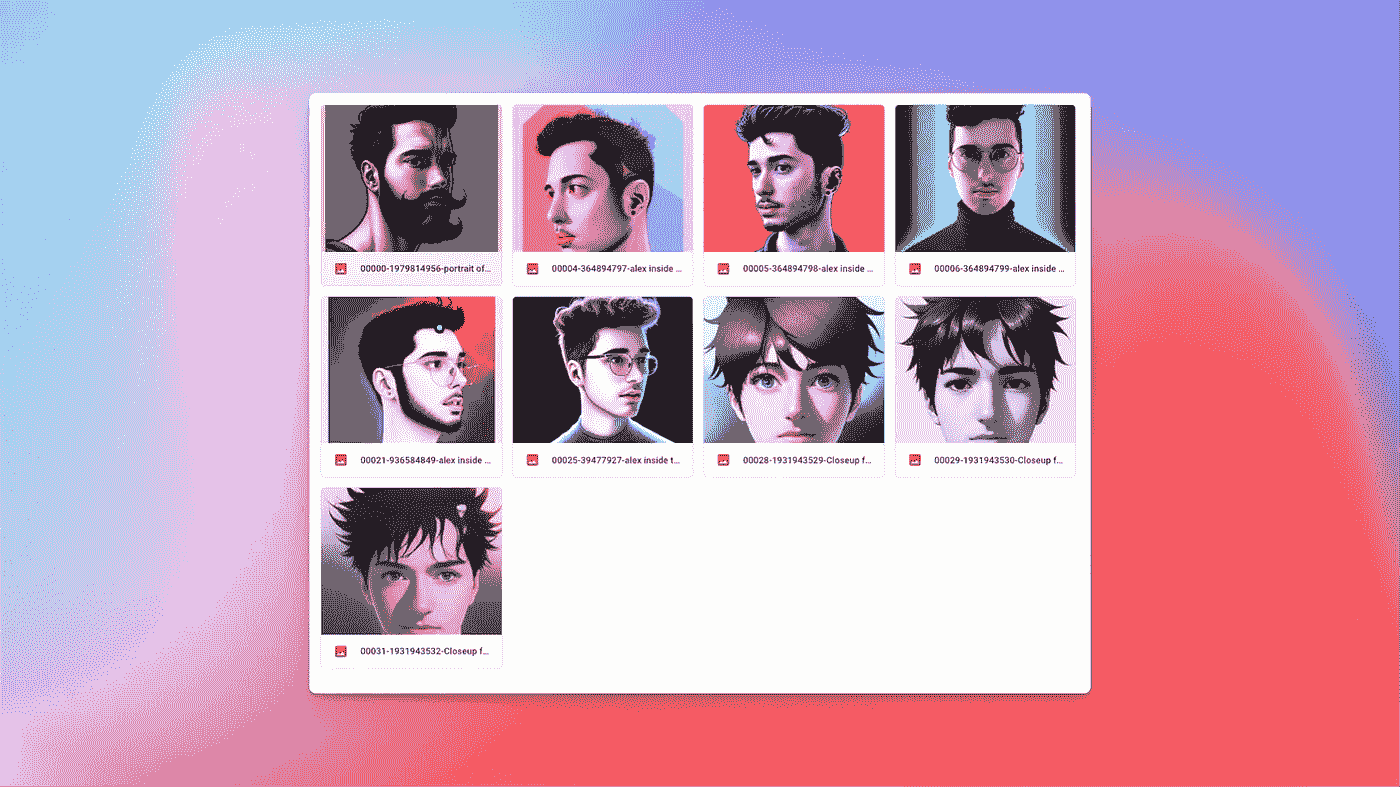 00000-1979814956-portrait of...
00004-364894797-alex inside ...
00005-364894798-alex inside ...
00006-364894799-alex inside ...
00021-936584849-alex inside ...
00025-39477927-alex inside t...
00028-1931943529-Closeup f...
00029-1931943530-Closeup f...
00031-1931943532-Closeup f...